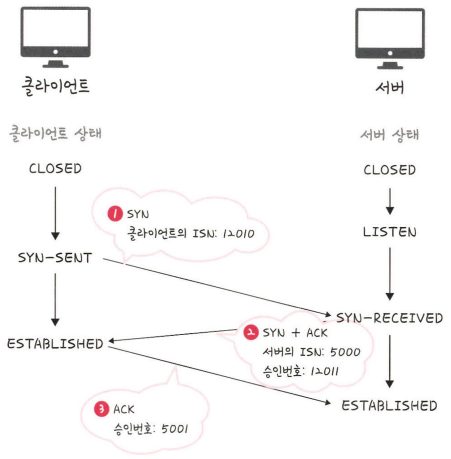 클라이언트
서버
클라이언트 상태
서버 상태
CLOSED
CLOSED
1 SYN
클라이언트의 ISN: 12010
LISTEN
SYN-SENT
SYN-RECEIVED
2 SYN + ACK
서버의 ISN: 5000
승인번호: 12011
ESTABLISHED
3 ACK
승인번호: 5001
ESTABLISHED